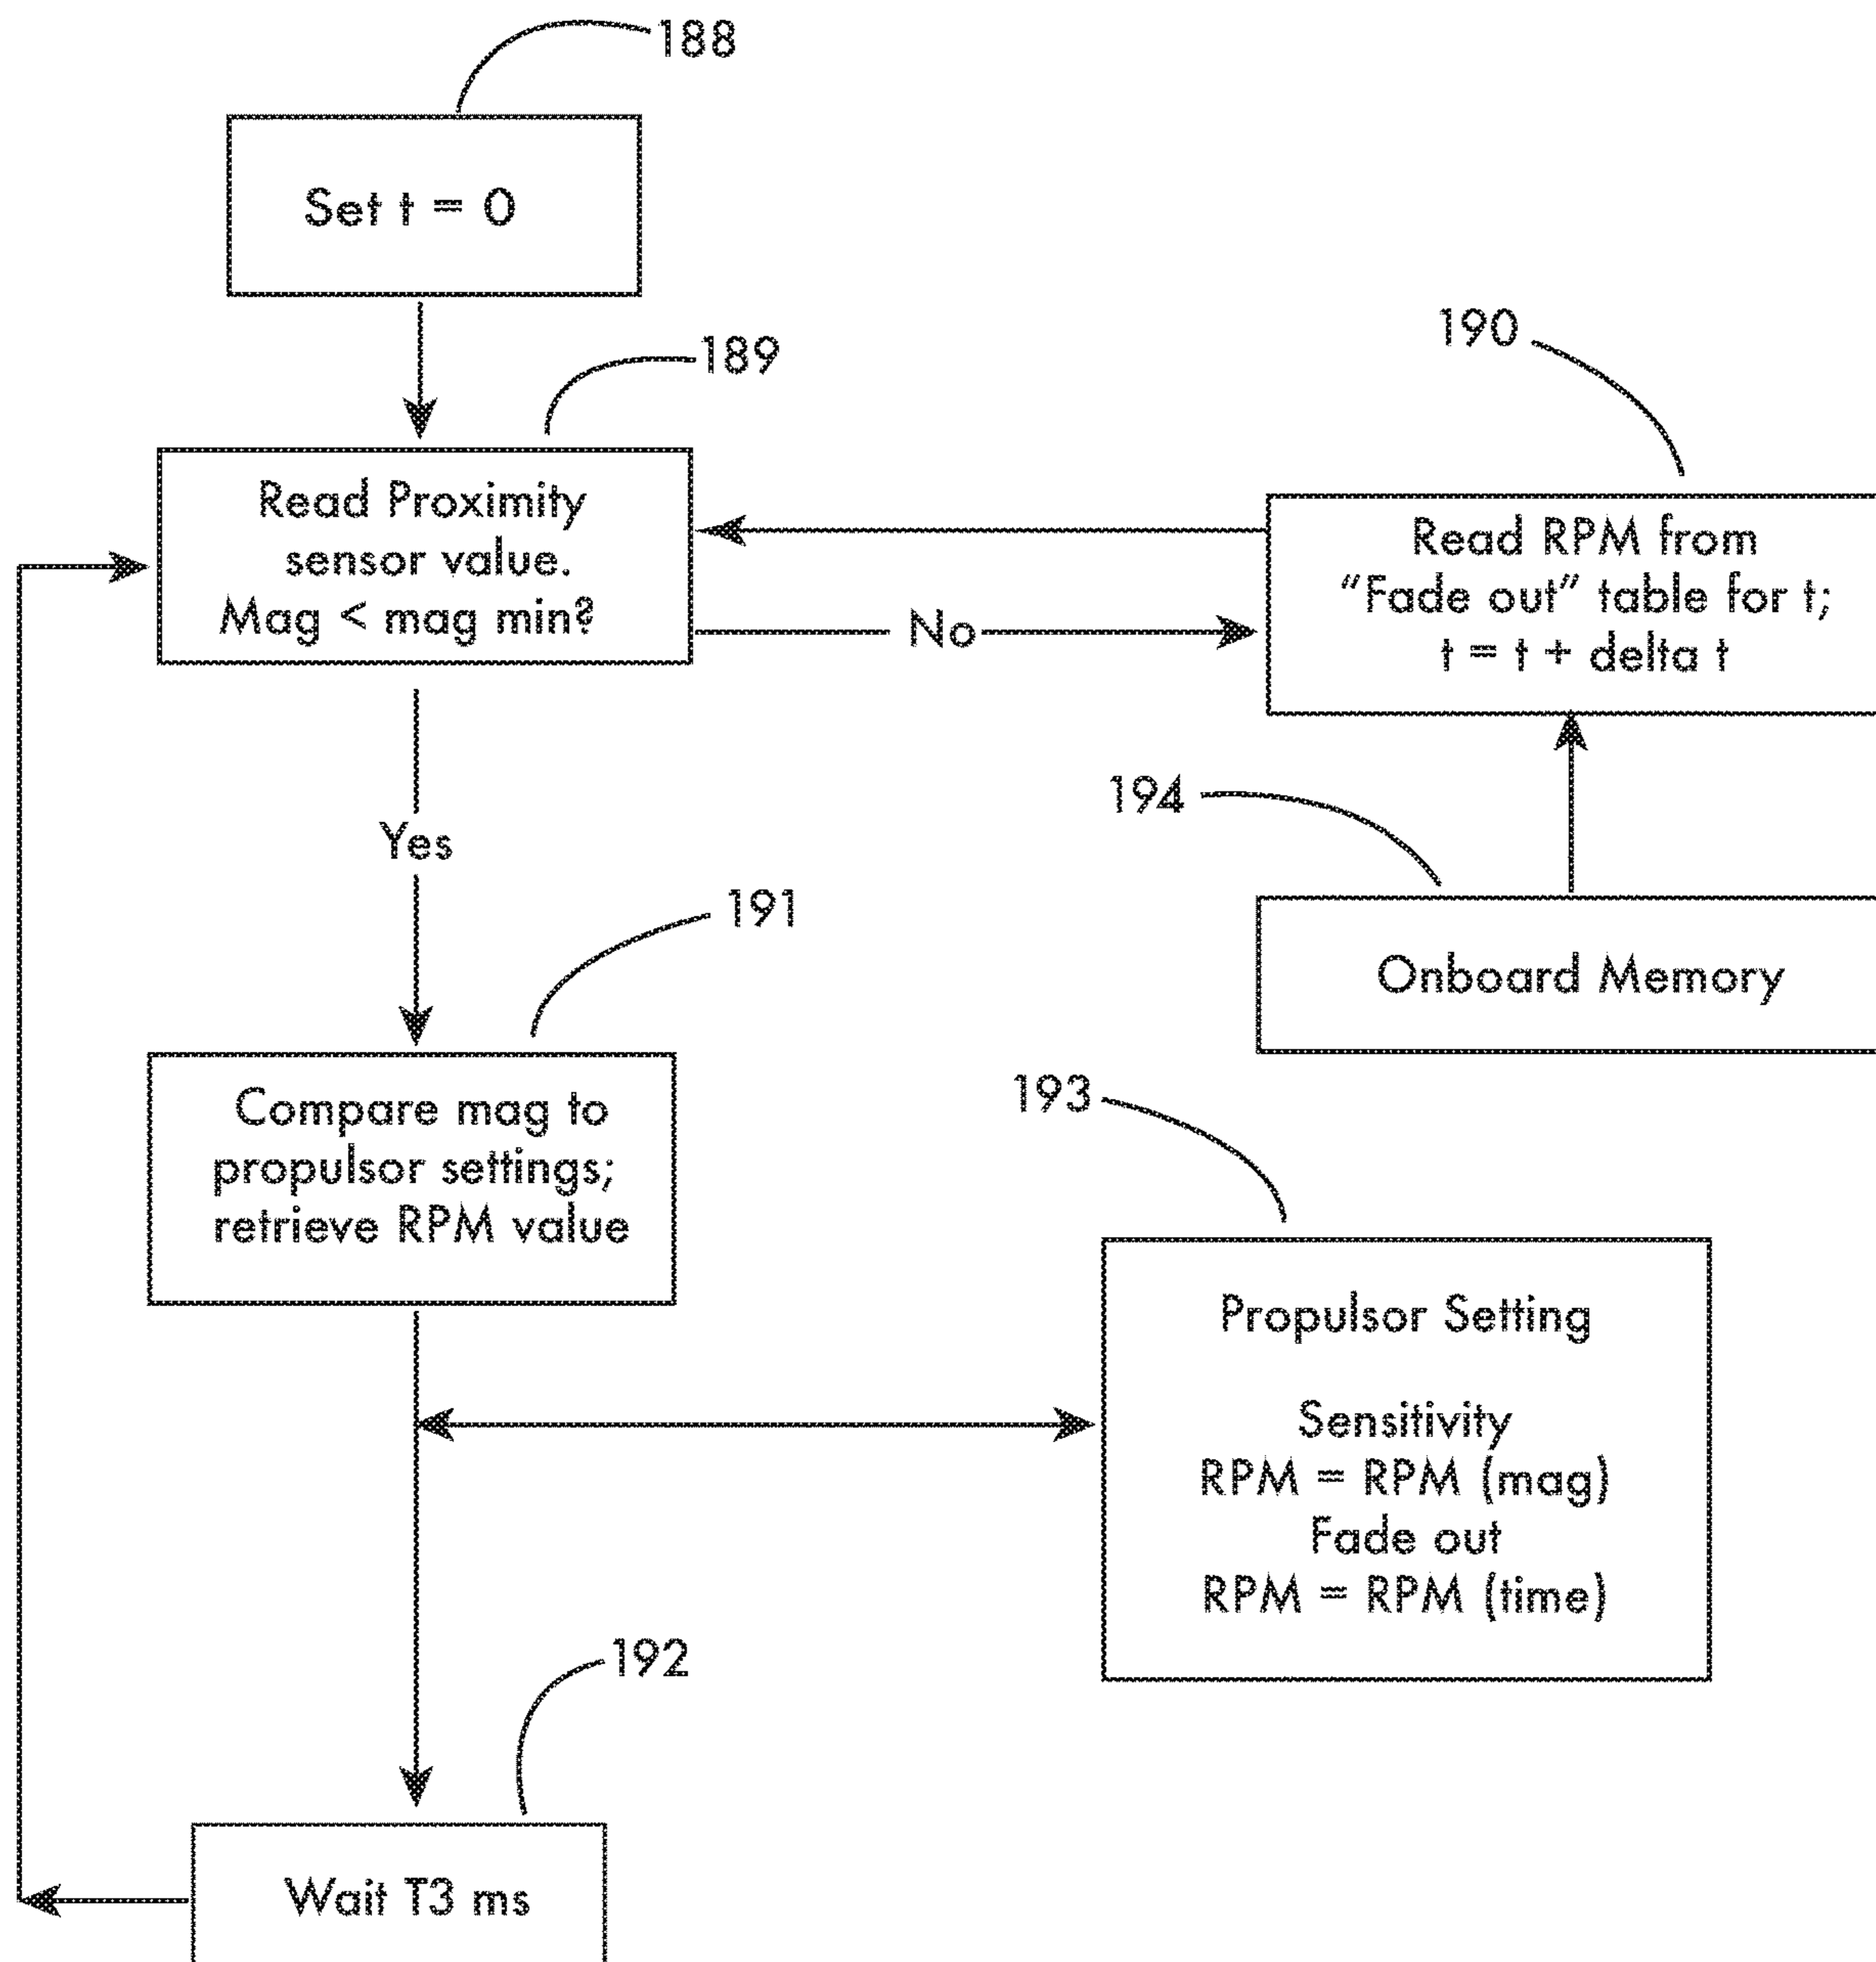 188
Set t = 0
189
Read Proximity
sensor value.
Mag < mag min?
190
Read RPM from
“Fade out” table for t;
t = t + delta t
No
Yes
194
Onboard Memory
191
Compare mag to
propulsor settings;
retrieve RPM value
193
Propulsor Setting
Sensitivity
RPM = RPM (mag)
Fade out
RPM = RPM (time)
192
Wait T3 ms